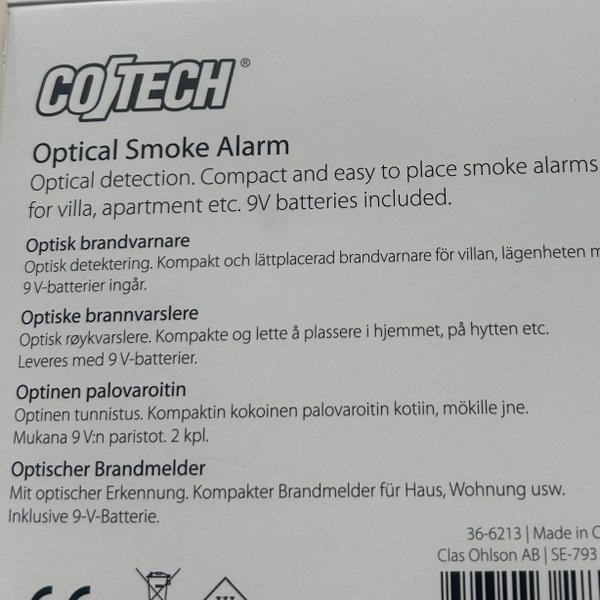 COTECH®
Optical Smoke Alarm
Optical detection. Compact and easy to place smoke alarms
for villa, apartment etc. 9V batteries included.
Optisk brandvarnare
Optisk detektering. Kompakt och lättplacerad brandvarnare för villan, lägenheten
9 V-batterier ingår.
Optiske brannvarslere
Optisk røykvarslere. Kompakte og lette å plassere i hjemmet, på hytten etc.
Leveres med 9 V-batterier.
Optinen palovaroitin
Optinen tunnistus. Kompaktin kokoinen palovaroitin kotiin, mökille jne.
Mukana 9 V:n paristot. 2 kpl.
Optischer Brandmelder
Mit optischer Erkennung. Kompakter Brandmelder für Haus, Wohnung usw.
Inklusive 9-V-Batterie.
36-6213 | Made in
Clas Ohlson AB | SE-793
CE